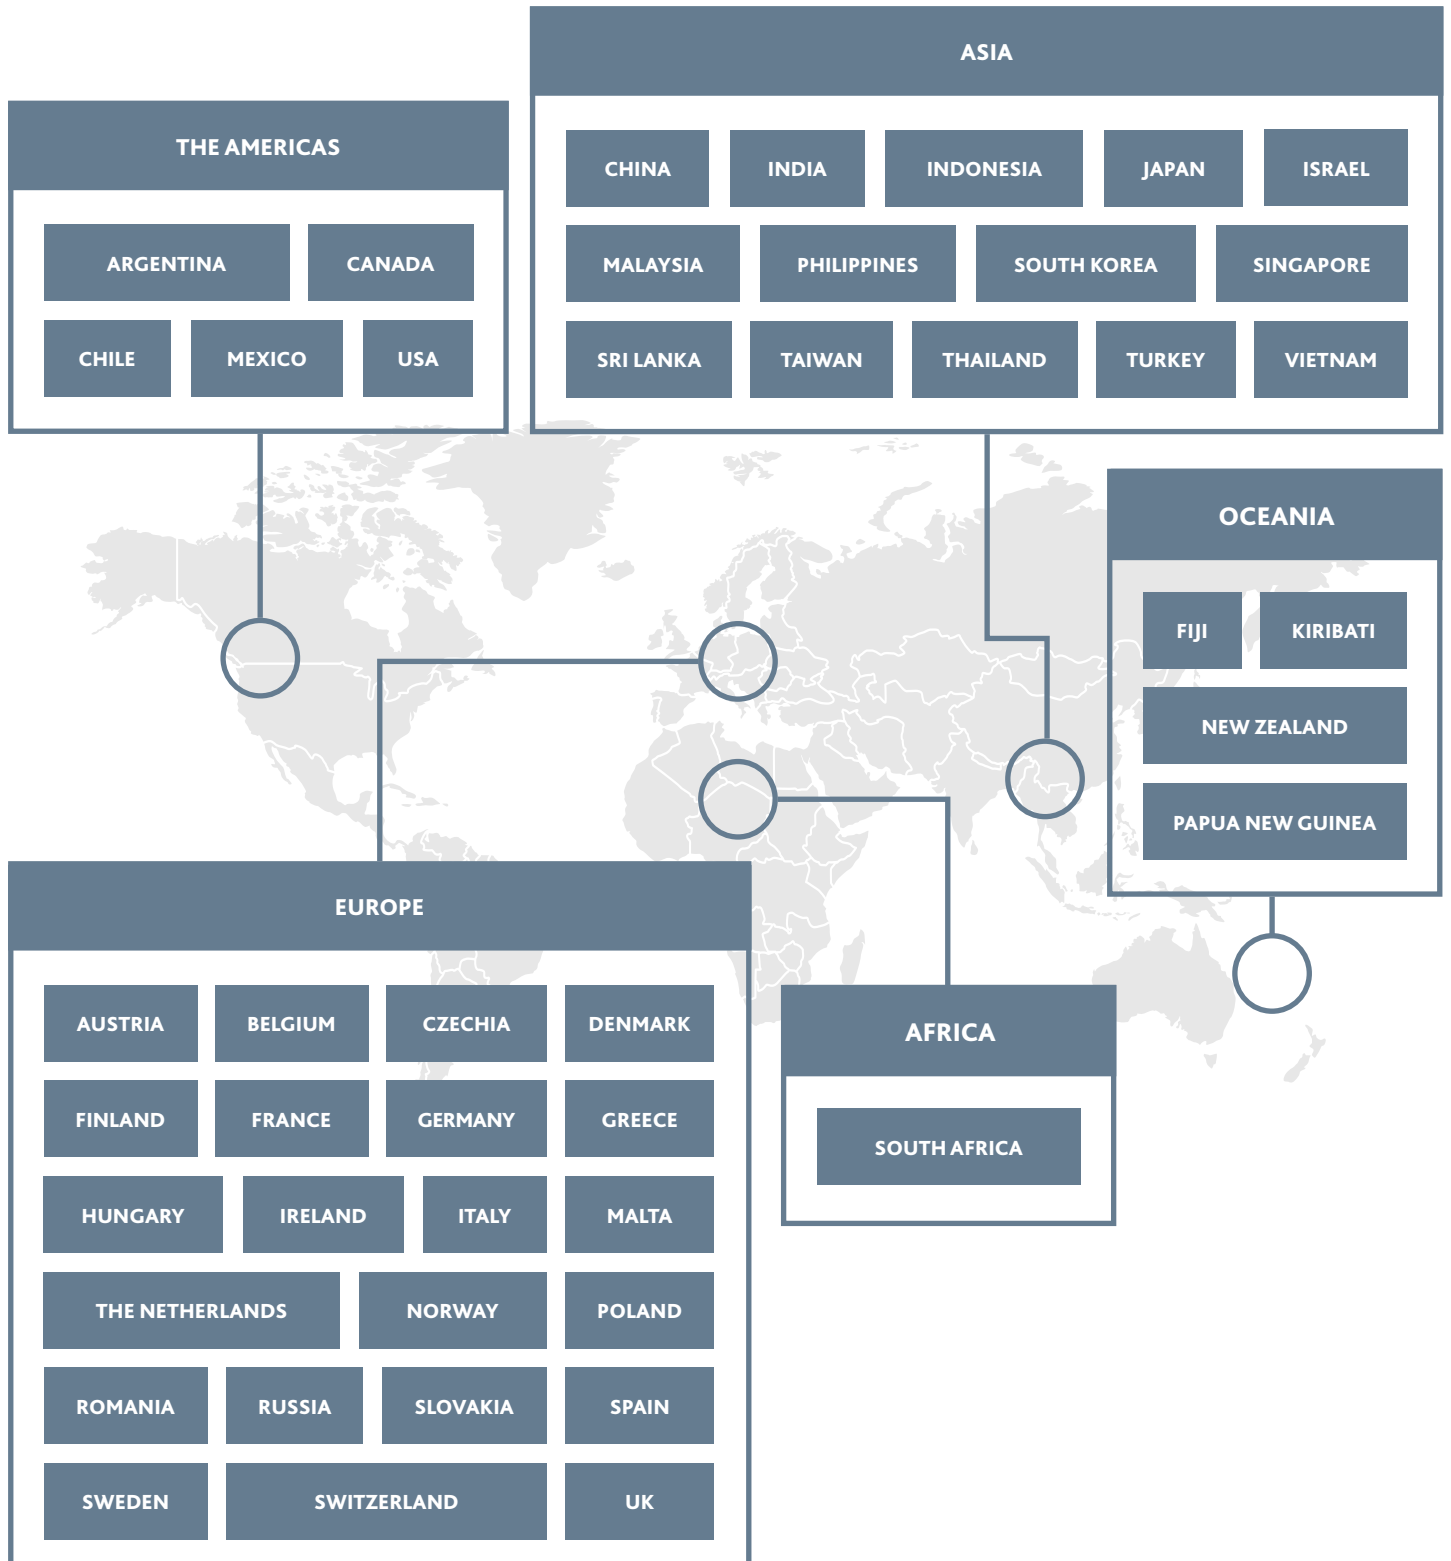 ASIA
CHINA
INDIA
INDONESIA
JAPAN
ISRAEL
MALAYSIA
PHILIPPINES
SOUTH KOREA
SINGAPORE
SRI LANKA
TAIWAN
THAILAND
TURKEY
VIETNAM
THE AMERICAS
ARGENTINA
CANADA
CHILE
MEXICO
USA
OCEANIA
FIJI
KIRIBATI
NEW ZEALAND
PAPUA NEW GUINEA
EUROPE
AUSTRIA
BELGIUM
CZECHIA
DENMARK
FINLAND
FRANCE
GERMANY
GREECE
HUNGARY
IRELAND
ITALY
MALTA
THE NETHERLANDS
NORWAY
POLAND
ROMANIA
RUSSIA
SLOVAKIA
SPAIN
SWEDEN
SWITZERLAND
UK
AFRICA
SOUTH AFRICA